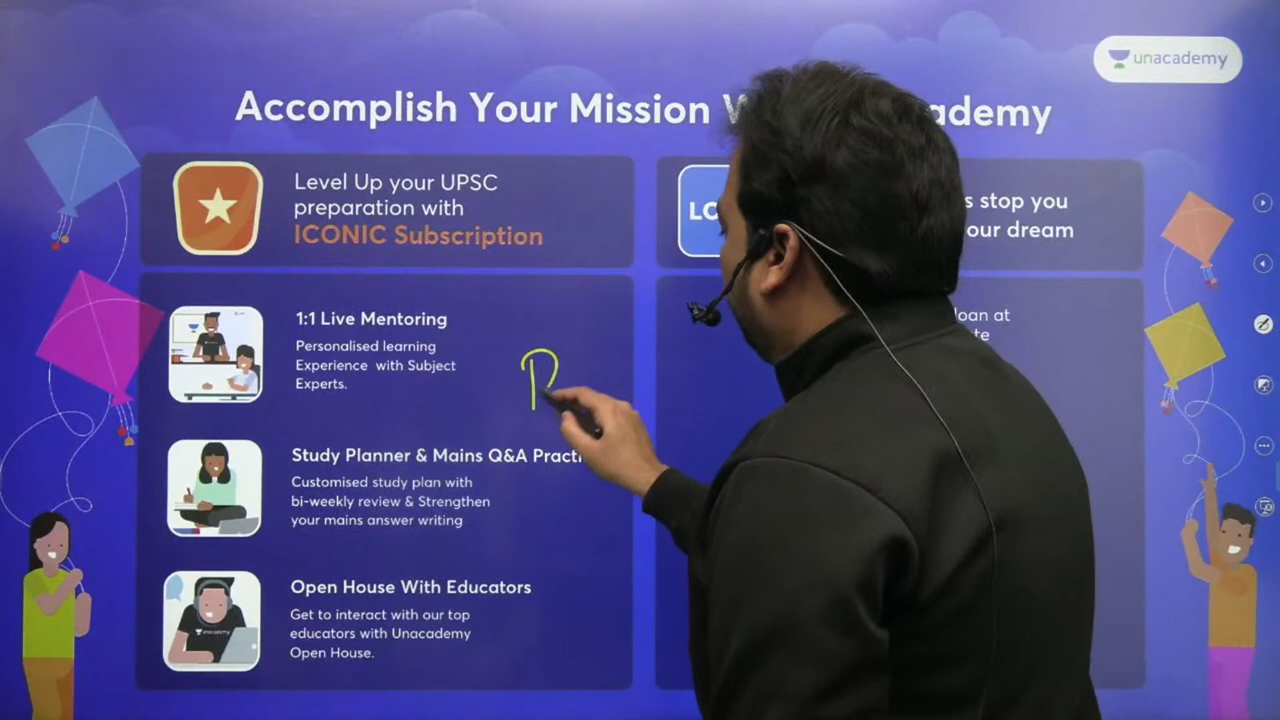 unacademy
Accomplish Your Mission
Level Up your UPSC
preparation with
ICONIC Subscription
stop you
our dream
1:1 Live Mentoring
Personalised learning
Experience with Subject
Experts.
loan at
Study Planner & Mains Q&A
Customised study plan with
bi-weekly review & Strengthen
your mains answer writing
Open House With Educators
Get to interact with our top
educators with Unacademy
Open House.
unacademy